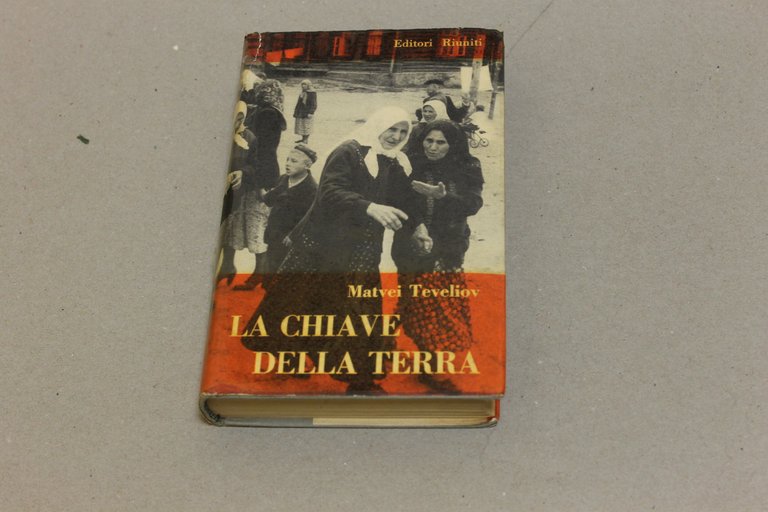 Editori Riuniti
Matvei Teveliov
LA CHIAVE
DELLA TERRA